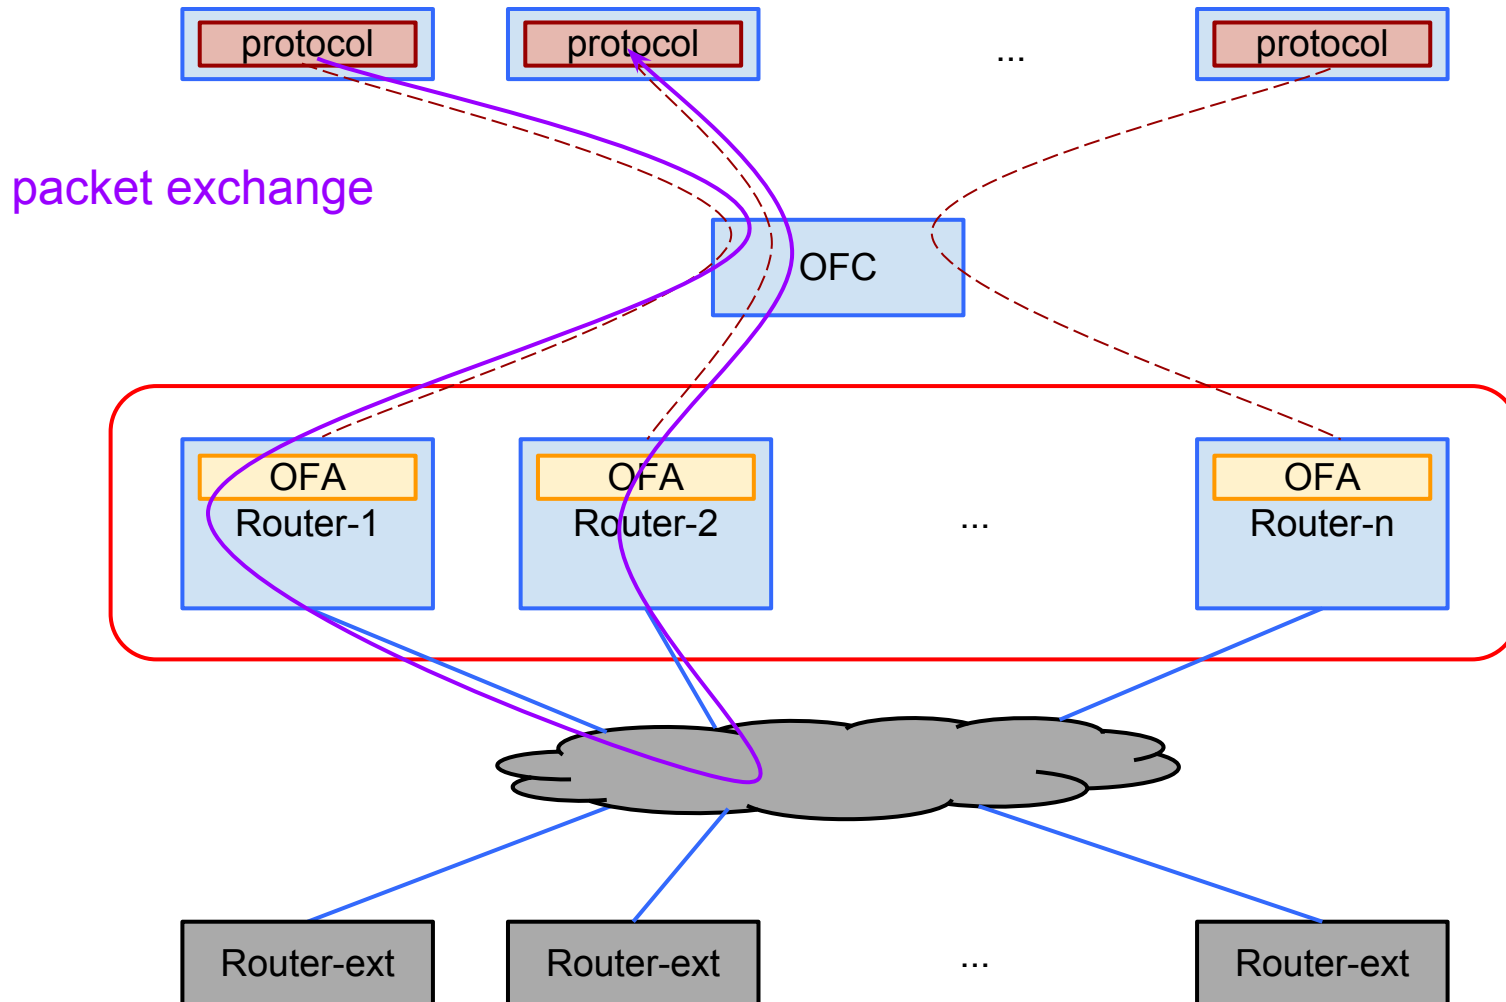 protocol
protocol
...
protocol
packet exchange
OFC
OFA
Router-1
OFA
Router-2
...
OFA
Router-n
Router-ext
Router-ext
...
Router-ext